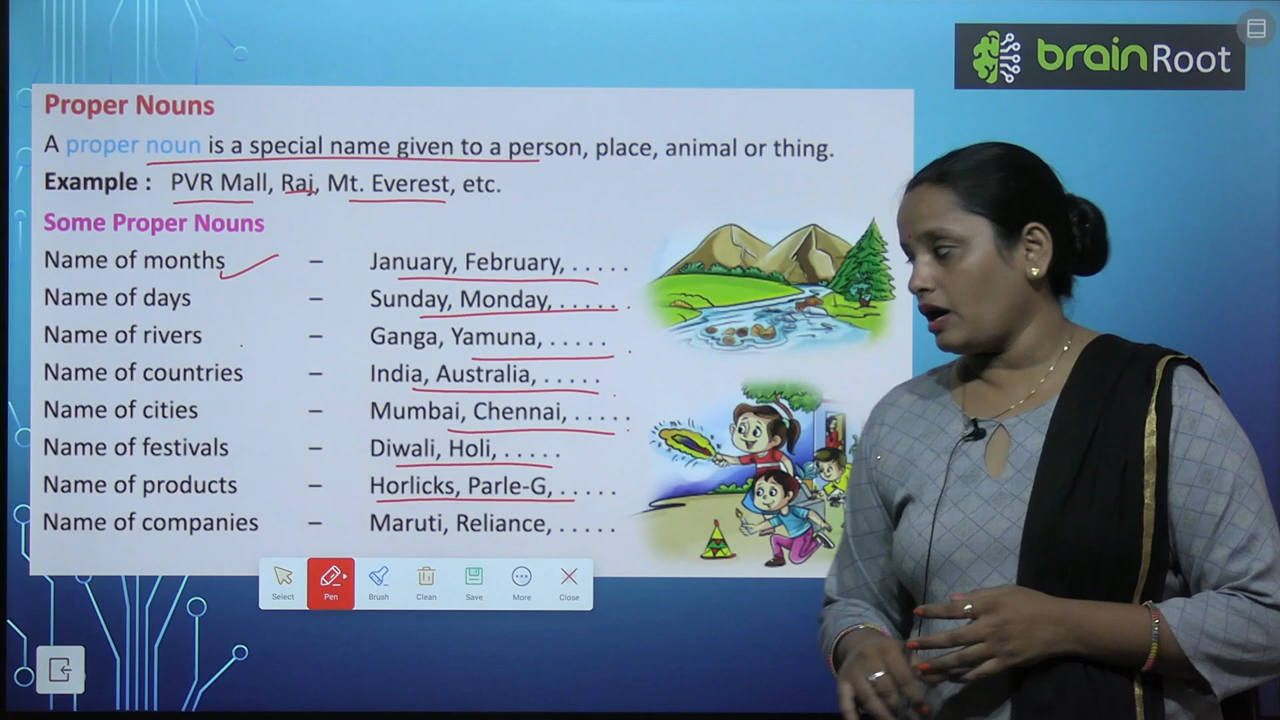 brainRoot
Proper Nouns
A proper noun is a special name given to a person, place, animal or thing.
Example : PVR Mall, Raj, Mt. Everest, etc.
Some Proper Nouns
Name of months – January, February, . . . . .
Name of days – Sunday, Monday, . . . . . .
Name of rivers – Ganga, Yamuna, . . . . .
Name of countries – India, Australia, . . . . .
Name of cities – Mumbai, Chennai, . . . . .
Name of festivals – Diwali, Holi, . . . . .
Name of products – Horlicks, Parle-G, . . . . .
Name of companies – Maruti, Reliance, . . . . .
Select Pen Brush Clean Save More Close